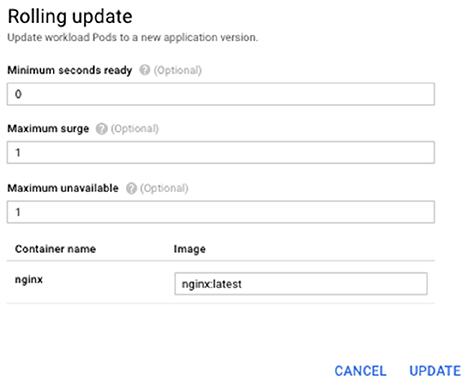 Rolling update
Update workload Pods to a new application version.
Minimum seconds ready ? (Optional)
0
Maximum surge ? (Optional)
1
Maximum unavailable ? (Optional)
1
Container name Image
nginx nginx:latest
CANCEL UPDATE